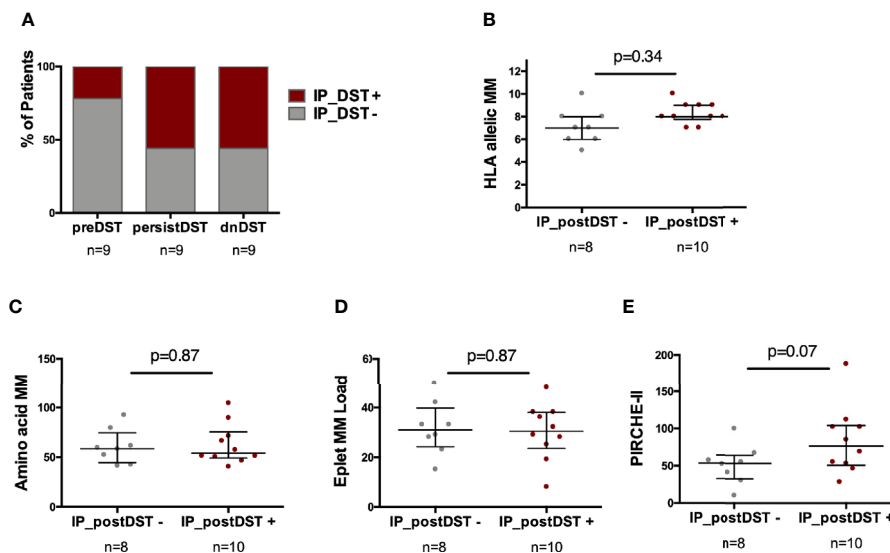 A
% of Patients
100
50
0
preDST persistDST dnDST
n=9 n=9 n=9
IP_DST +
IP_DST -
B
p=0.34
HLA allelic MM
12
10
8
6
4
2
0
IP_postDST - IP_postDST +
n=8 n=10
C
p=0.87
Amino acid MM
150
100
50
0
IP_postDST - IP_postDST +
n=8 n=10
D
p=0.87
Eplet MM Load
60
40
20
0
IP_postDST - IP_postDST +
n=8 n=10
E
p=0.07
PIRCHE-II
200
150
100
50
0
IP_postDST - IP_postDST +
n=8 n=10